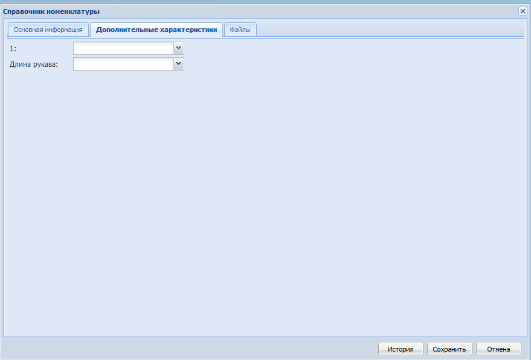 Справочник номенклатуры
Основная информация Дополнительные характеристики Файлы
1:
Длина рукава:
История Сохранить Отмена